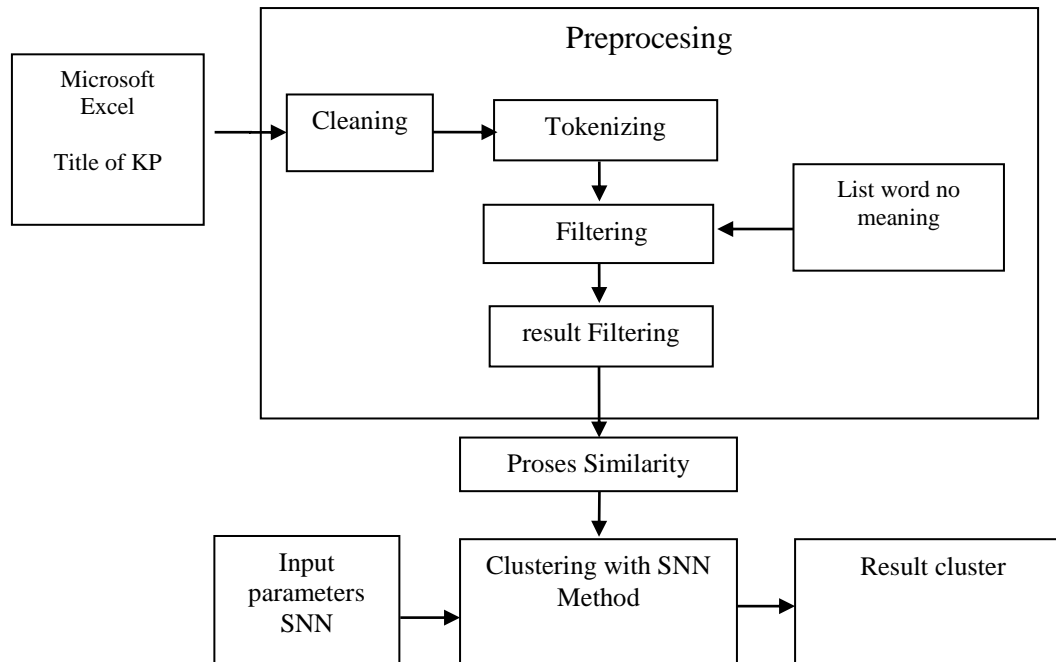 Preprocesing
Microsoft
Excel
Title of KP
Cleaning
Tokenizing
List word no
meaning
Filtering
result Filtering
Proses Similarity
Input
parameters
SNN
Clustering with SNN
Method
Result cluster